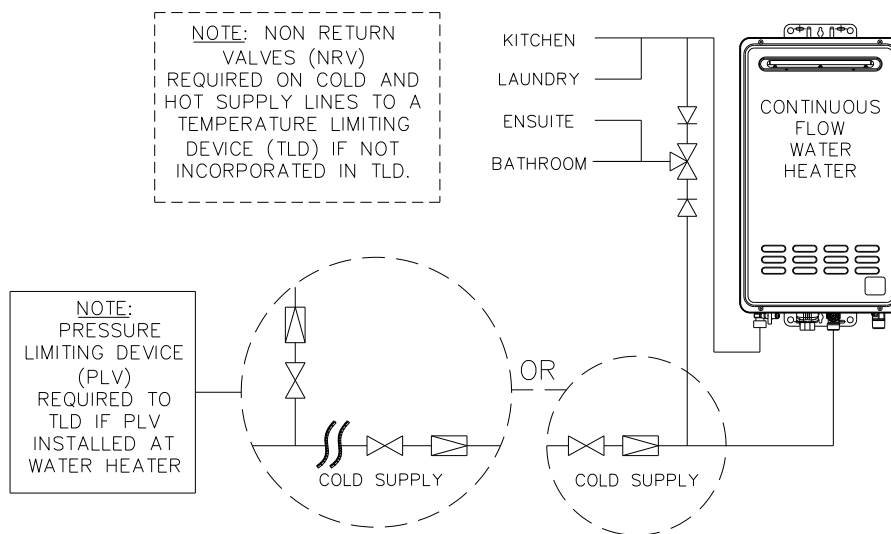 NOTE: NON RETURN
VALVES (NRV)
REQUIRED ON COLD AND
HOT SUPPLY LINES TO A
TEMPERATURE LIMITING
DEVICE (TLD) IF NOT
INCORPORATED IN TLD.
KITCHEN
LAUNDRY
ENSUITE
BATHROOM
CONTINUOUS
FLOW
WATER
HEATER
NOTE:
PRESSURE
LIMITING DEVICE
(PLV)
REQUIRED TO
TLD IF PLV
INSTALLED AT
WATER HEATER
OR
COLD SUPPLY
COLD SUPPLY